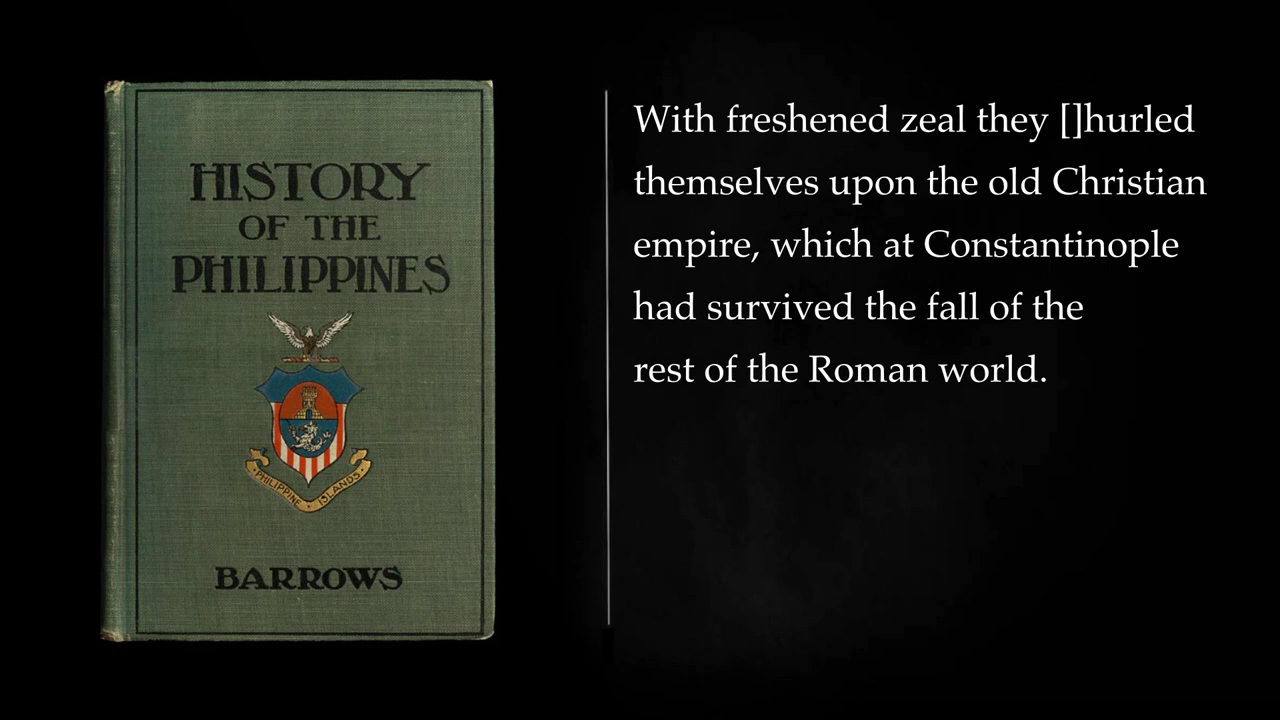 HISTORY
OF THE
PHILIPPINES
PHILIPPINE ISLANDS
BARROWS
With freshened zeal they []hurled
themselves upon the old Christian
empire, which at Constantinople
had survived the fall of the
rest of the Roman world.